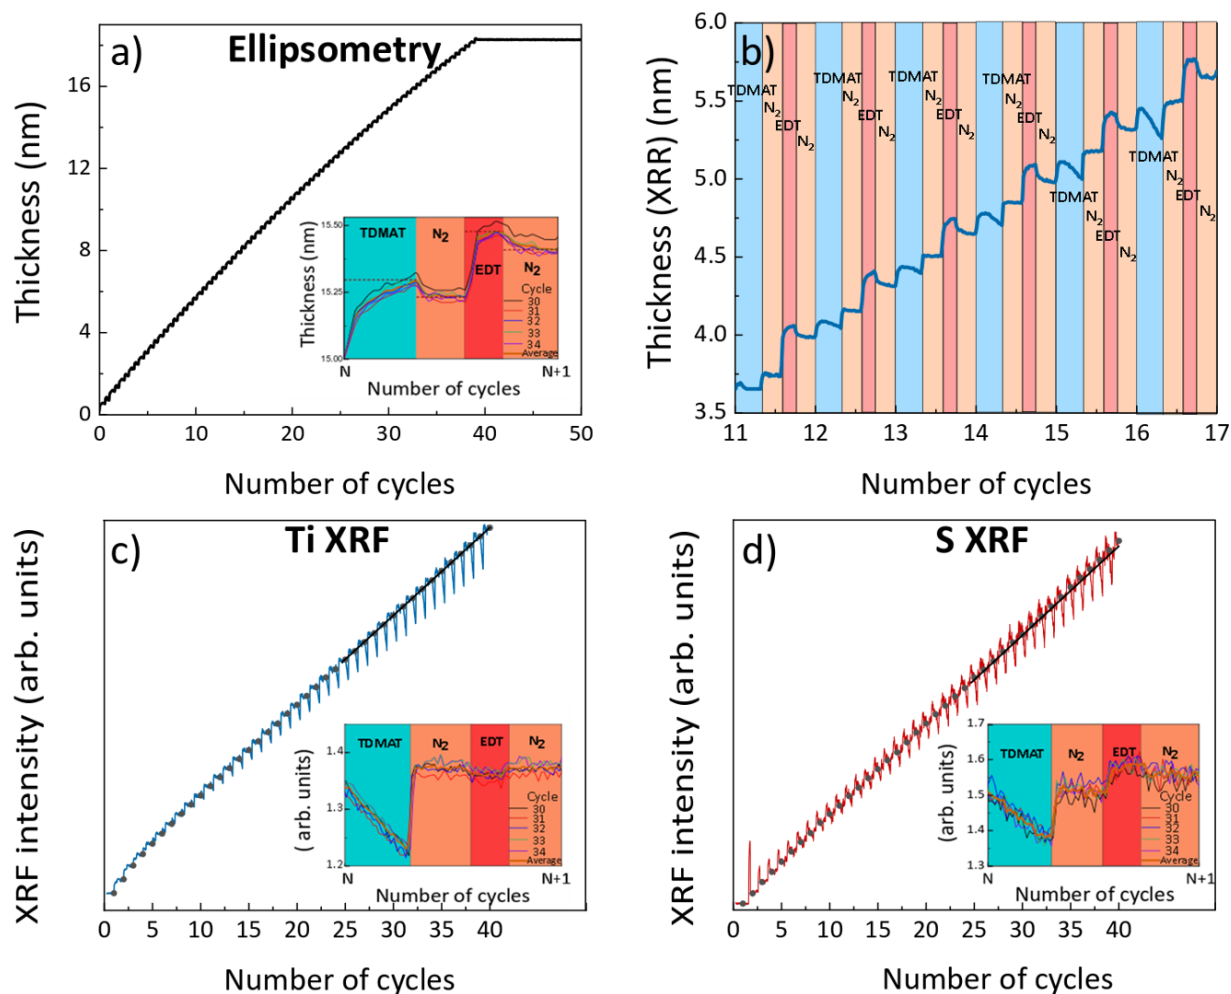 a)
Ellipsometry
Thickness (nm)
16
12
8
4
0
0
10
20
30
40
50
Number of cycles
Thickness (nm)
15.50
15.25
15.00
TDMAT
N2
EDT
N2
Cycle
30
31
32
33
34
Average
N
N+1
Number of cycles
b)
Thickness (XRR) (nm)
6.0
5.5
5.0
4.5
4.0
3.5
TDMAT
N2
EDT
N2
TDMAT
N2
EDT
N2
TDMAT
N2
EDT
N2
TDMAT
N2
EDT
N2
TDMAT
N2
EDT
N2
TDMAT
N2
EDT
N2
11
12
13
14
15
16
17
Number of cycles
c)
Ti XRF
XRF intensity (arb. units)
0
5
10
15
20
25
30
35
40
Number of cycles
(arb. units)
1.4
1.3
1.2
TDMAT
N2
EDT
N2
Cycle
30
31
32
33
34
Average
N
N+1
Number of cycles
d)
S XRF
XRF intensity (arb. units)
0
5
10
15
20
25
30
35
40
Number of cycles
(arb. units)
1.7
1.6
1.5
1.4
1.3
TDMAT
N2
EDT
N2
Cycle
30
31
32
33
34
Average
N
N+1
Number of cycles